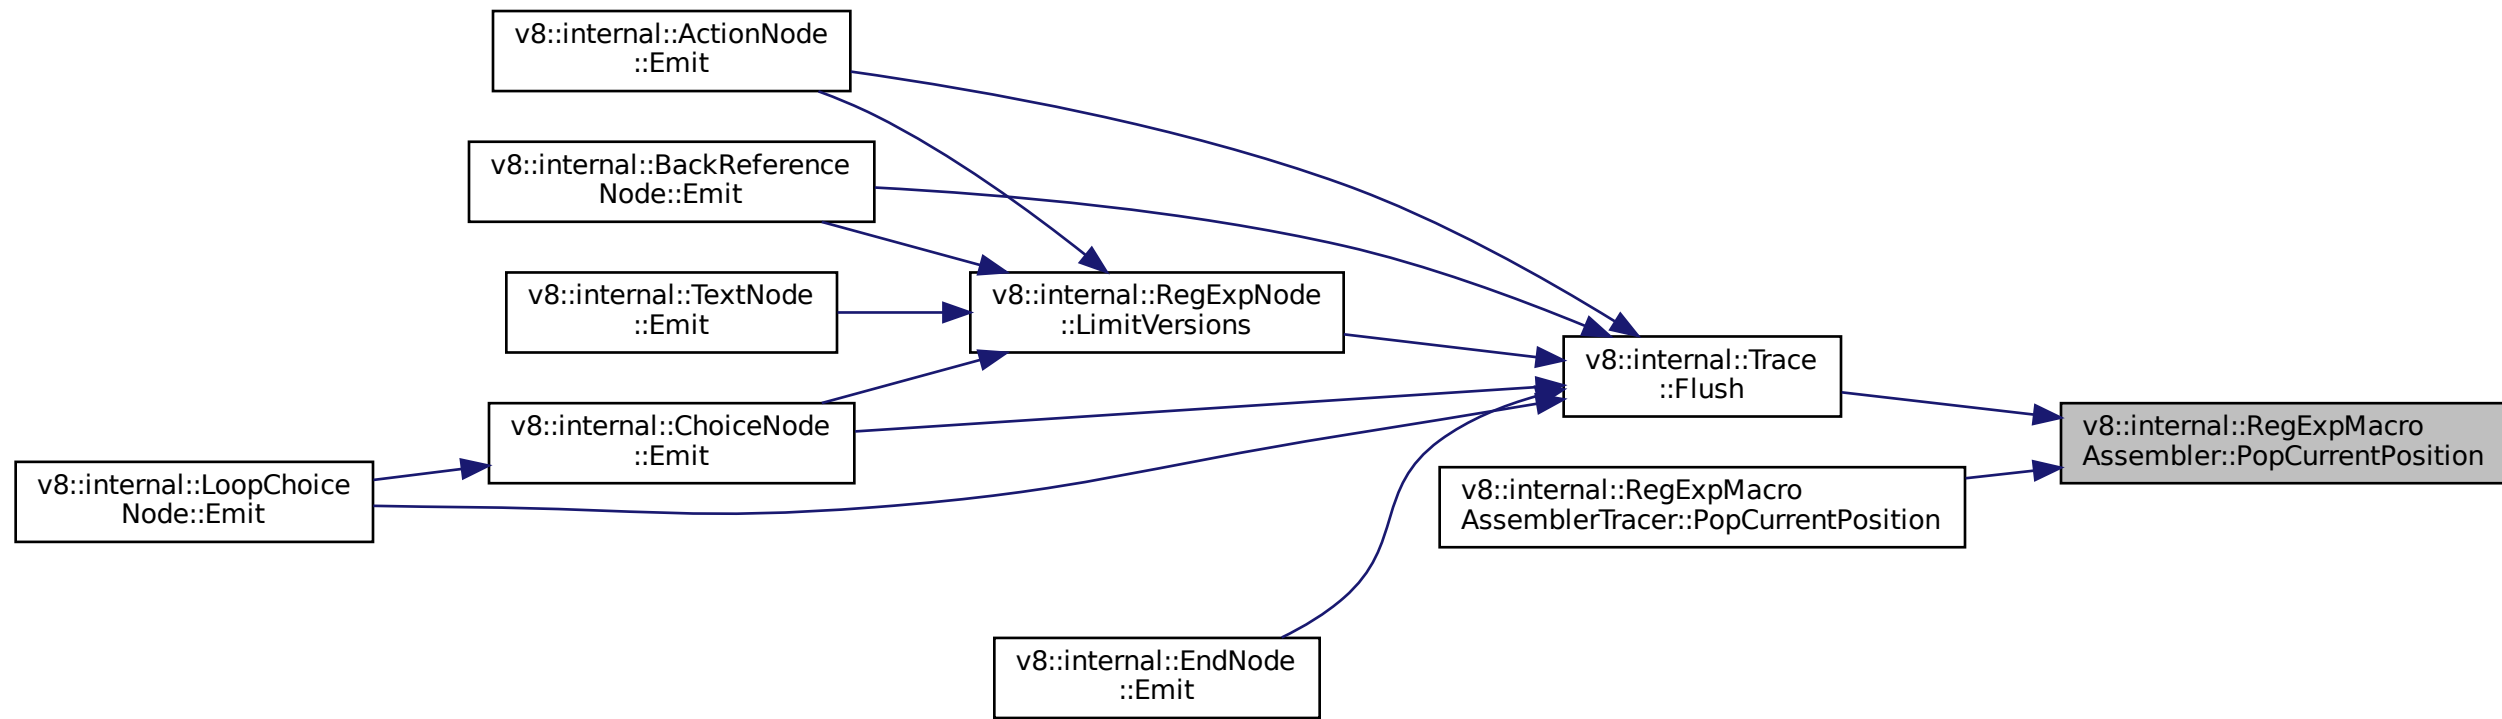 v8::internal::ActionNode
::Emit
v8::internal::BackReference
Node::Emit
v8::internal::TextNode
::Emit
v8::internal::RegExpNode
::LimitVersions
v8::internal::Trace
::Flush
v8::internal::RegExpMacro
Assembler::PopCurrentPosition
v8::internal::ChoiceNode
::Emit
v8::internal::LoopChoice
Node::Emit
v8::internal::RegExpMacro
AssemblerTracer::PopCurrentPosition
v8::internal::EndNode
::Emit